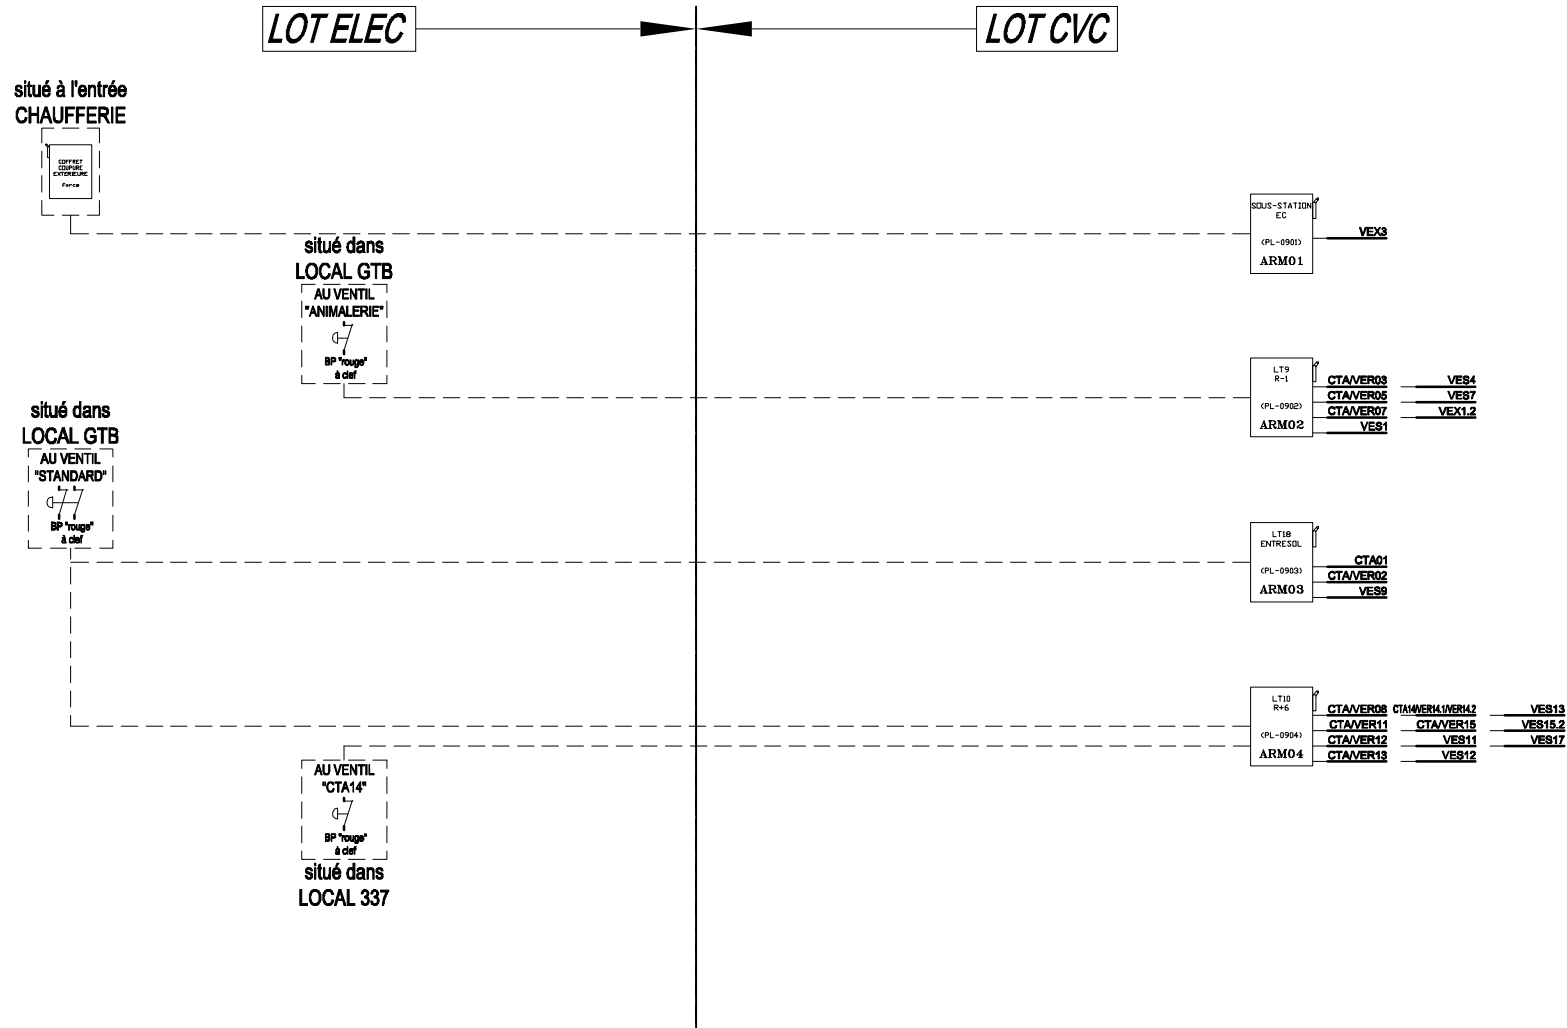 LOT ELEC
LOT CVC
situé à l'entrée
CHAUFFERIE
COFFRET
COUPURE
EXTERIEURE
Force
SOUS-STATION
EC
(PL-0901)
ARM01
VEX3
situé dans
LOCAL GTB
AU VENTIL
"ANIMALERIE"
BP "rouge"
à clef
LT9
R-1
(PL-0902)
ARM02
CTA/VER03 VES4
CTA/VER05 VES7
CTA/VER07 VEX1.2
VES1
situé dans
LOCAL GTB
AU VENTIL
"STANDARD"
BP "rouge"
à clef
LT18
ENTRESOL
(PL-0903)
ARM03
CTA01
CTA/VER02
VES9
LT10
R+6
(PL-0904)
ARM04
CTA/VER08 CTA14/VER14.1/VER14.2 VES13
CTA/VER11 CTA/VER15 VES15.2
CTA/VER12 VES11 VES17
CTA/VER13 VES12
AU VENTIL
"CTA14"
BP "rouge"
à clef
situé dans
LOCAL 337